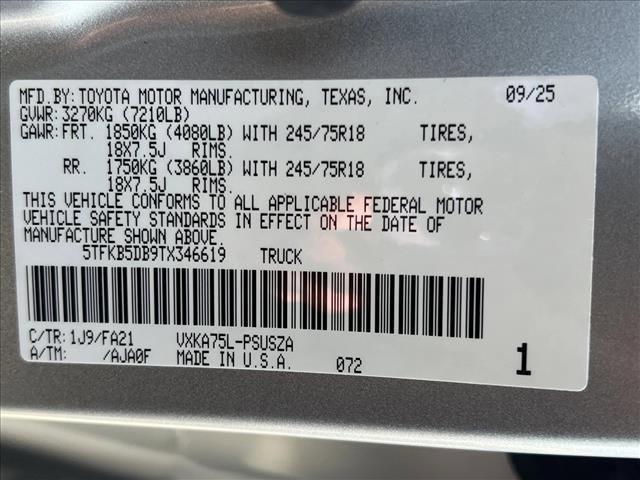 MFD.BY:TOYOTA MOTOR MANUFACTURING, TEXAS, INC. 09/25
GVWR:3270KG (7210LB)
GAWR:FRT. 1850KG (4080LB) WITH 245/75R18 TIRES,
18X7.5J RIMS.
RR. 1750KG (3860LB) WITH 245/75R18 TIRES,
18X7.5J RIMS.
THIS VEHICLE CONFORMS TO ALL APPLICABLE FEDERAL MOTOR
VEHICLE SAFETY STANDARDS IN EFFECT ON THE DATE OF
MANUFACTURE SHOWN ABOVE.
5TFKB5DB9TX346619 TRUCK
C/TR:1J9/FA21 VXKA75L-PSUSZA
A/TM: /AJA0F MADE IN U.S.A. 072 1